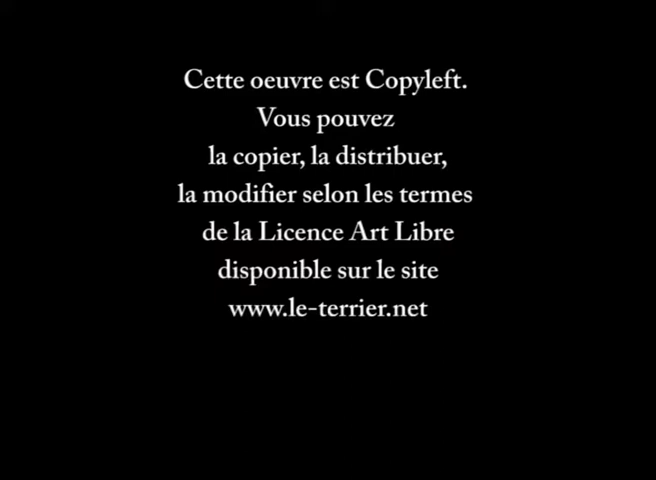 Cette oeuvre est Copyleft.
Vous pouvez
la copier, la distribuer,
la modifier selon les termes
de la Licence Art Libre
disponible sur le site
www.le-terrier.net